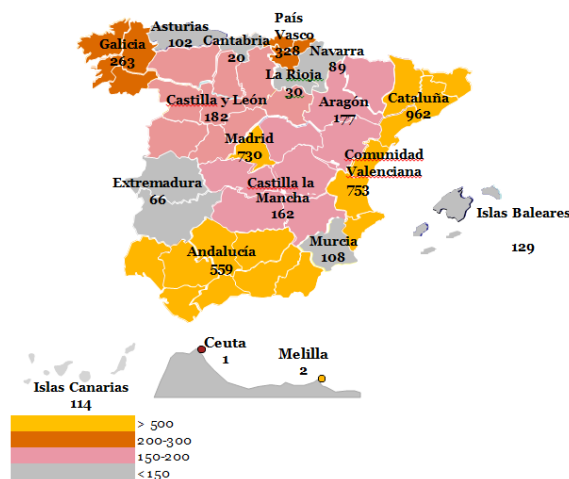 País
Vasco
328
Asturias
102
Galicia
263
Cantabria
20
Navarra
89
La Rioja
30
Castilla y León
182
Aragón
177
Cataluña
962
Madrid
730
Comunidad
Valenciana
753
Extremadura
66
Castilla la
Mancha
162
Islas Baleares
129
Andalucía
559
Murcia
108
Ceuta
1
Melilla
2
Islas Canarias
114
> 500
200-300
150-200
<150